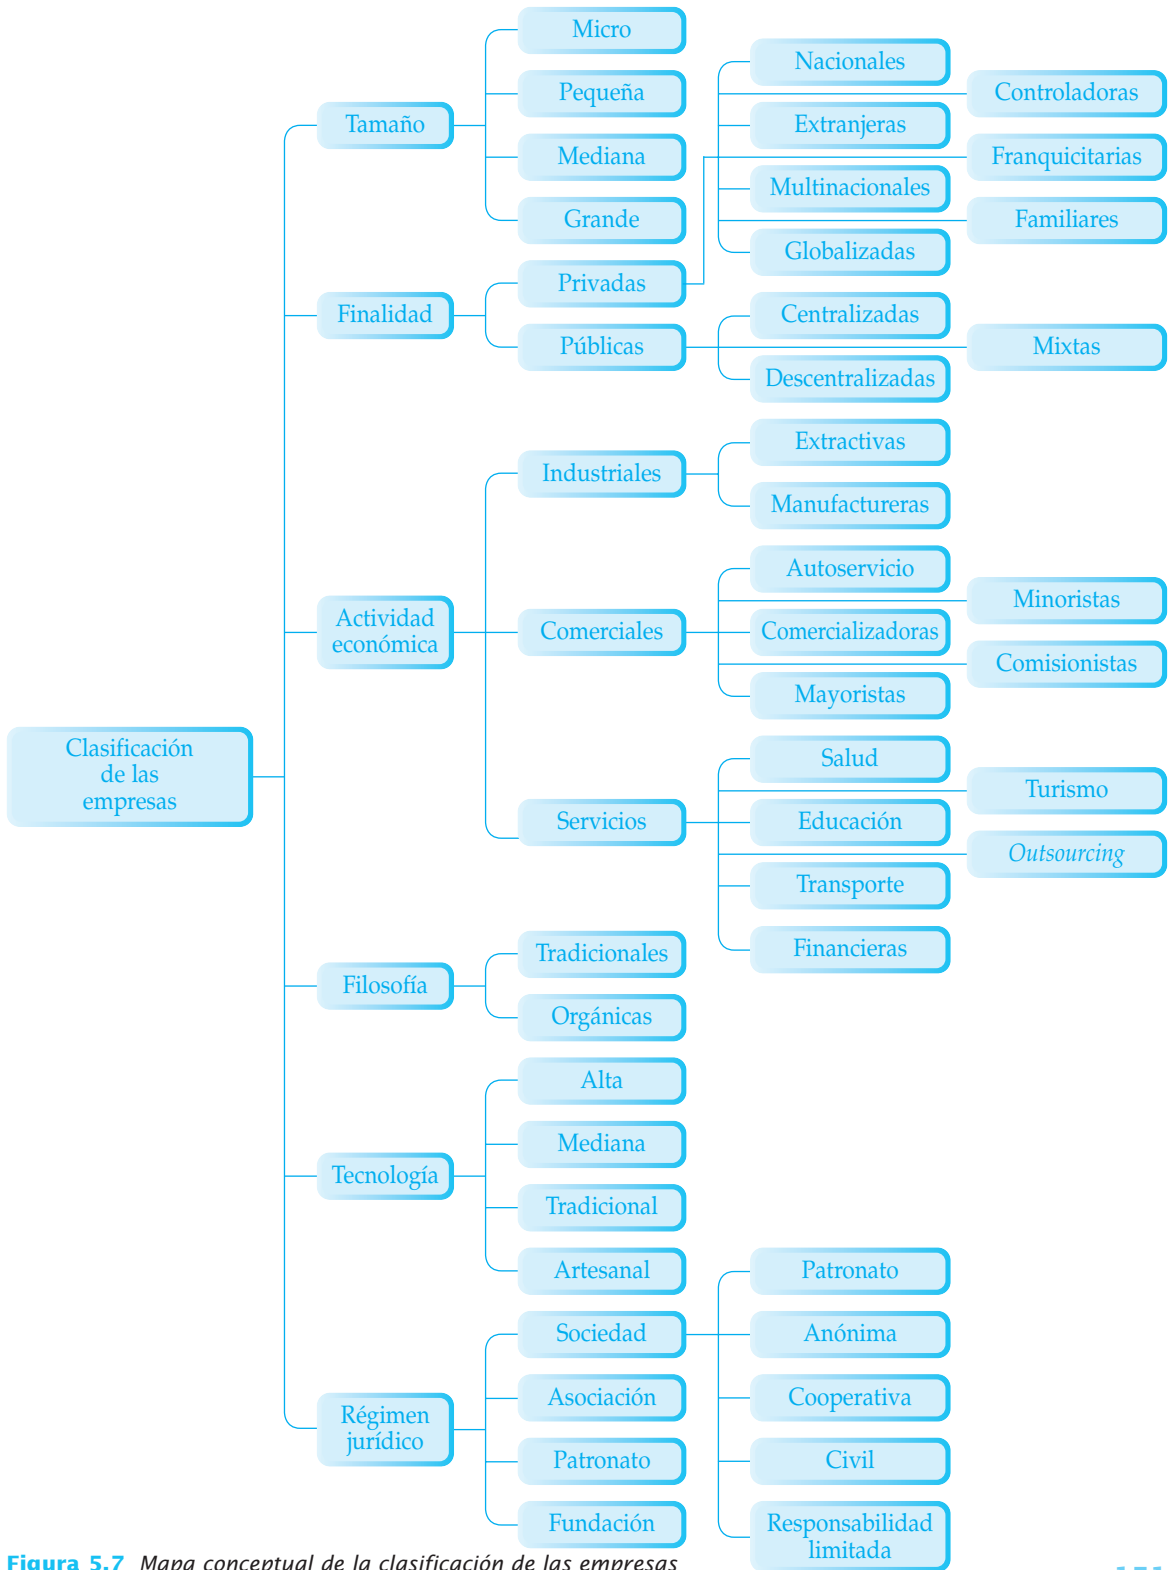 Clasificación
de las
empresas
Tamaño
Micro
Pequeña
Mediana
Grande
Finalidad
Privadas
Nacionales
Controladoras
Extranjeras
Franquicitarias
Multinacionales
Familiares
Globalizadas
Públicas
Centralizadas
Mixtas
Descentralizadas
Actividad
económica
Industriales
Extractivas
Manufactureras
Comerciales
Autoservicio
Minoristas
Comercializadoras
Comisionistas
Mayoristas
Servicios
Salud
Turismo
Educación
Outsourcing
Transporte
Financieras
Filosofía
Tradicionales
Orgánicas
Tecnología
Alta
Mediana
Tradicional
Artesanal
Régimen
jurídico
Sociedad
Patronato
Anónima
Cooperativa
Civil
Responsabilidad
limitada
Asociación
Patronato
Fundación
Figura 5.7 Mapa conceptual de la clasificación de las empresas